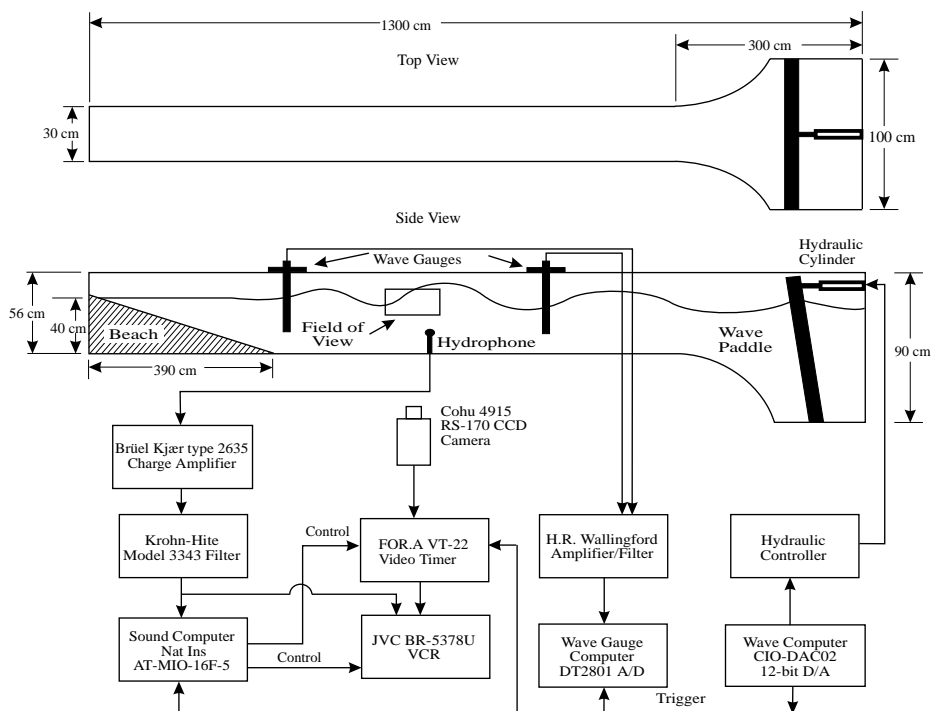 1300 cm
300 cm
Top View
30 cm
100 cm
Side View
Wave Gauges
Hydraulic
Cylinder
56 cm
40 cm
Beach
Field of
View
Hydrophone
Wave
Paddle
90 cm
390 cm
Cohu 4915
RS-170 CCD
Camera
Brüel Kjær type 2635
Charge Amplifier
Krohn-Hite
Model 3343 Filter
Control
FOR.A VT-22
Video Timer
H.R. Wallingford
Amplifier/Filter
Hydraulic
Controller
Sound Computer
Nat Ins
AT-MIO-16F-5
Control
JVC BR-5378U
VCR
Wave Gauge
Computer
DT2801 A/D
Wave Computer
CIO-DAC02
12-bit D/A
Trigger